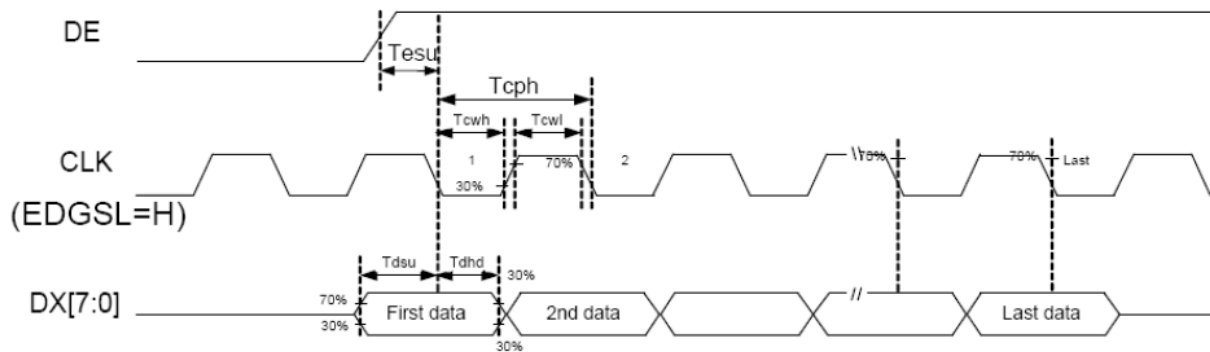 DE
Tesu
Tcph
Tcwh
Tcwl
CLK
1
70%
2
70%
70%
Last
30%
(EDGSL=H)
Tdsu
Tdhd
30%
DX[7:0]
70%
First data
2nd data
//
Last data
30%
30%